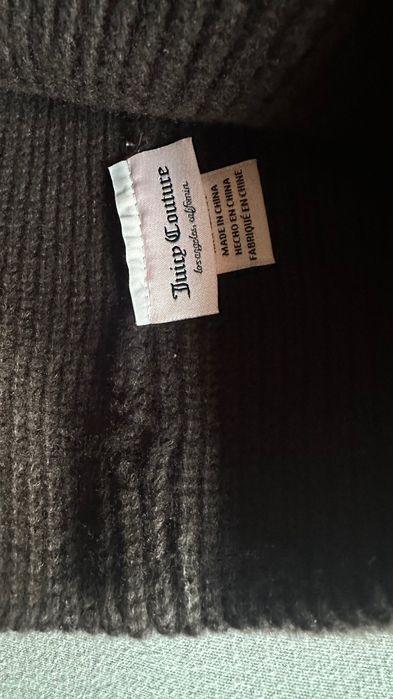 Juicy Couture
los angeles, california
MADE IN CHINA
HECHO EN CHINA
FABRIQUÉ EN CHINE